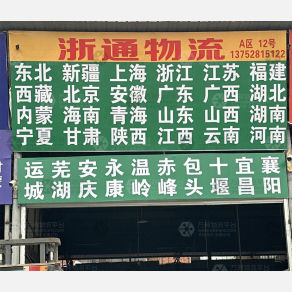 浙通物流
A区 12号
13752815122
东北 新疆 上海 浙江 江苏 福建
西藏 北京 安徽 广东 广西 湖北
内蒙 海南 青海 山东 山西 湖南
宁夏 甘肃 陕西 江西 云南 河南
运城 芜湖 安庆 永康 温岭 赤峰 包头 十堰 宜昌 襄阳